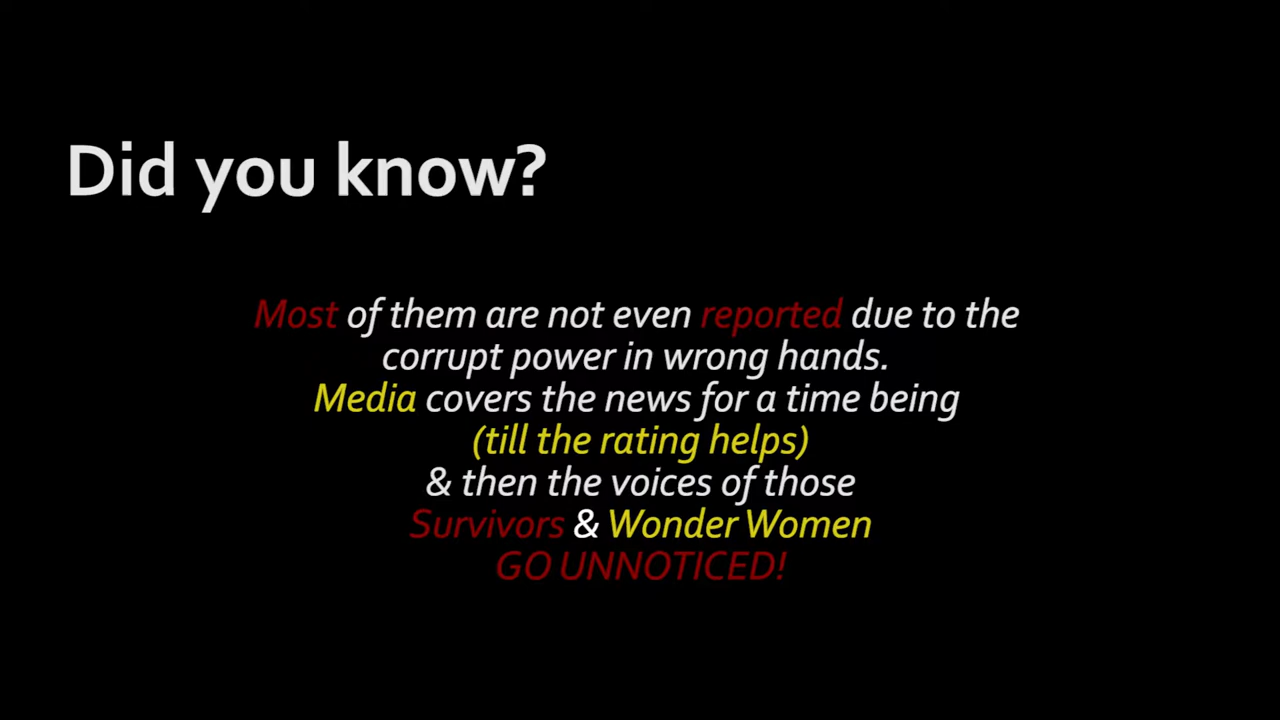 Did you know?
Most of them are not even reported due to the
corrupt power in wrong hands.
Media covers the news for a time being
(till the rating helps)
& then the voices of those
Survivors & Wonder Women
GO UNNOTICED!